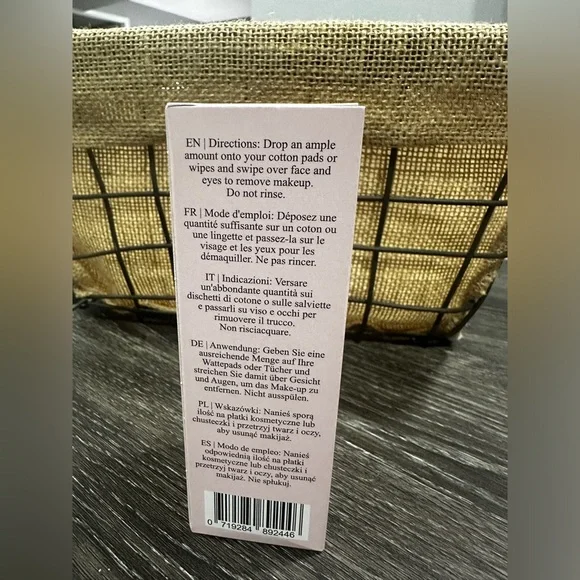 EN | Directions: Drop an ample
amount onto your cotton pads or
wipes and swipe over face and
eyes to remove makeup.
Do not rinse.
FR | Mode d'emploi: Déposez une
quantité suffisante sur un coton ou
une lingette et passez-la sur le
visage et les yeux pour les
démaquiller. Ne pas rincer.
IT | Indicazioni: Versare
un'abbondante quantità sui
dischetti di cotone o sulle salviette
e passarli su viso e occhi per
rimuovere il trucco.
Non risciacquare.
DE | Anwendung: Geben Sie eine
ausreichende Menge auf Ihre
Wattepads oder Tücher und
streichen Sie damit über Gesicht
und Augen, um das Make-up zu
entfernen. Nicht ausspülen.
PL | Wskazówki: Nanieś sporą
ilość na płatki kosmetyczne lub
chusteczki i przetrzyj twarz i oczy,
aby usunąć makijaż.
ES | Modo de empleo: Nanieś
odpowiednią ilość na płatki
kosmetyczne lub chusteczki i
przetrzyj twarz i oczy, aby usunąć
makijaż. Nie spłukuj.
0 719284 892446